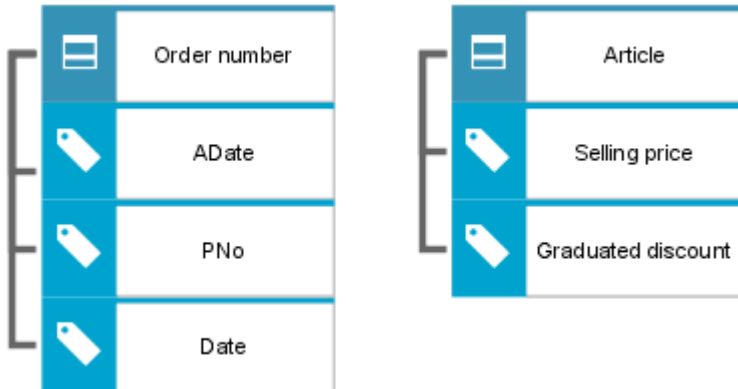 Order number
ADate
PNo
Date
Article
Selling price
Graduated discount